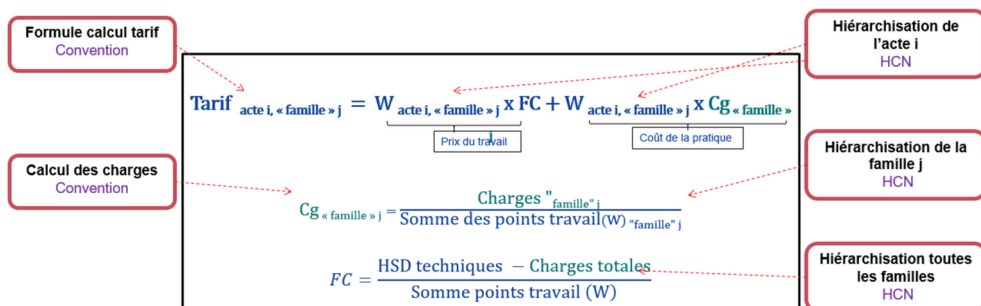 Formule calcul tarif
Convention
Hiérarchisation de
l'acte i
HCN
Tarif acte i, « famille » j = W acte i, « famille » j x FC + W acte i, « famille » j x Cg « famille »
j
Prix du travail
Coût de la pratique
Calcul des charges
Convention
Hiérarchisation de la
famille j
HCN
Charges "famille" j
Cg « famille » j =
Somme des points travail(W) "famille" j
HSD techniques − Charges totales
FC =
Somme points travail (W)
Hiérarchisation toutes
les familles
HCN